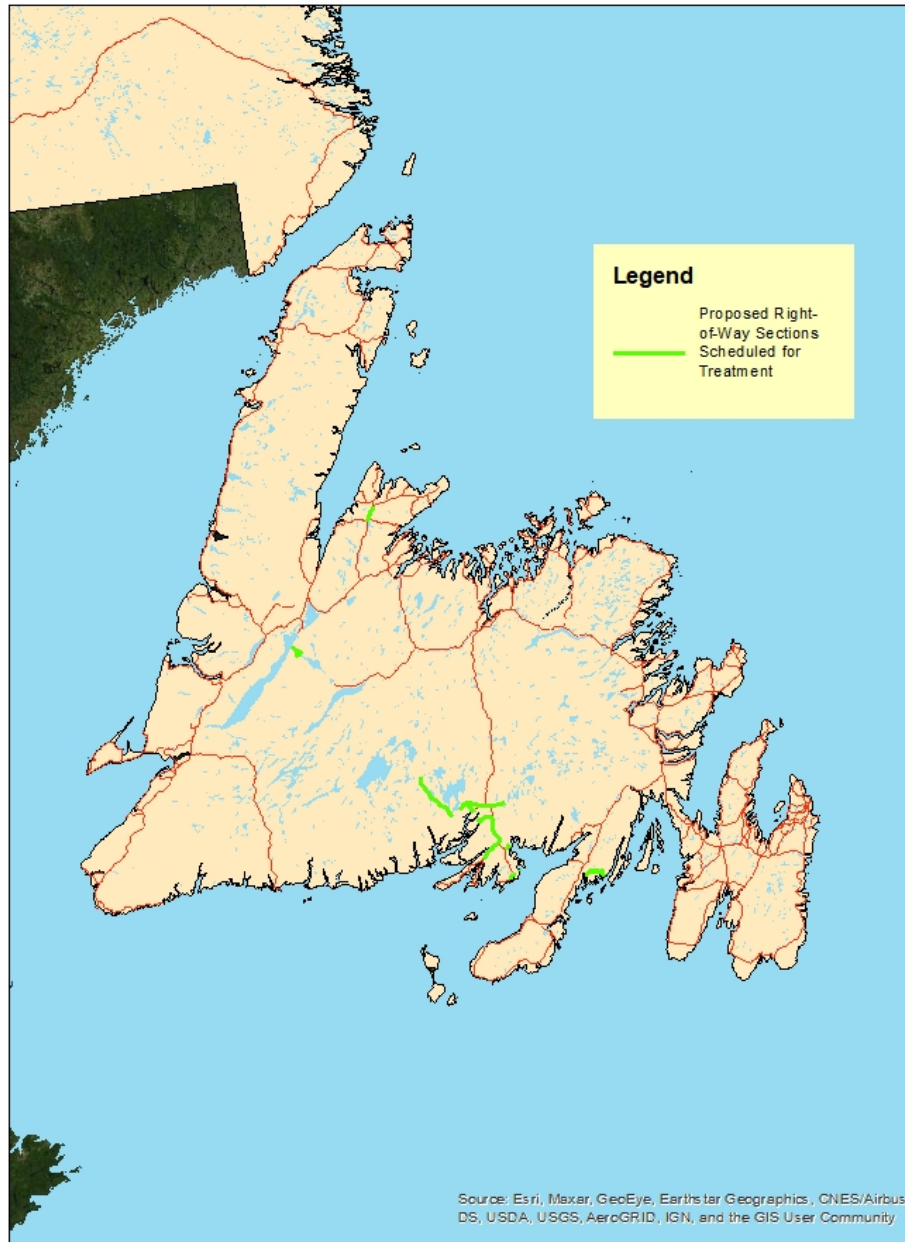 Legend
Proposed Right-
of-Way Sections
Scheduled for
Treatment
Source: Esri, Maxar, GeoEye, Earthstar Geographics, CNES/Airbus
DS, USDA, USGS, AeroGRID, IGN, and the GIS User Community